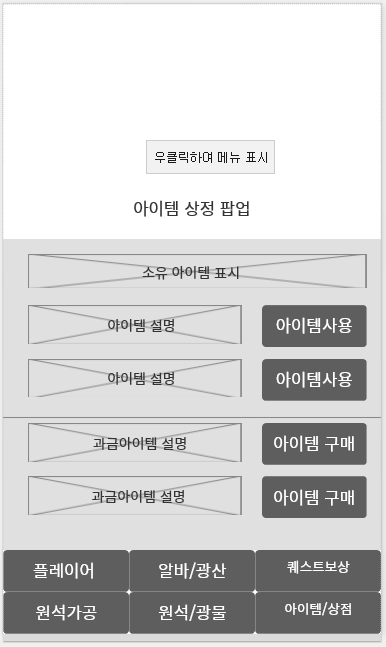 우클릭하여 메뉴 표시
아이템 상정 팝업
소유 아이템 표시
아이템 설명
아이템사용
아이템 설명
아이템사용
과금아이템 설명
아이템 구매
과금아이템 설명
아이템 구매
플레이어
알바/광산
퀘스트보상
원석가공
원석/광물
아이템/상점